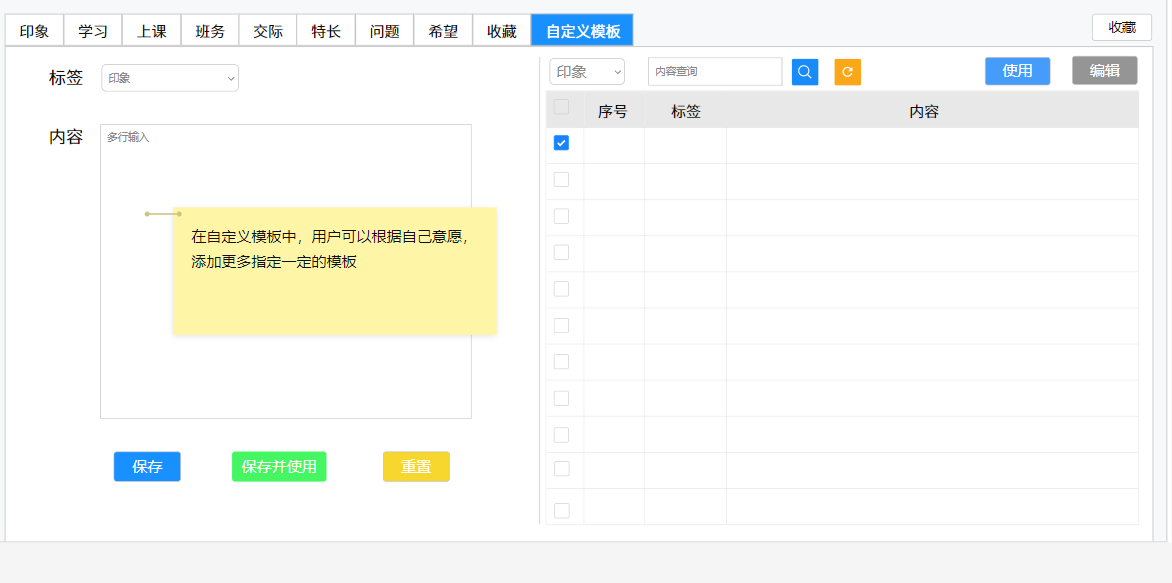 印象 学习 上课 班务 交际 特长 问题 希望 收藏 自定义模板 收藏
标签 印象
内容 多行输入
在自定义模板中，用户可以根据自己意愿，
添加更多指定一定的模板
保存 保存并使用 重置
印象 内容查询 使用 编辑
序号 标签 内容